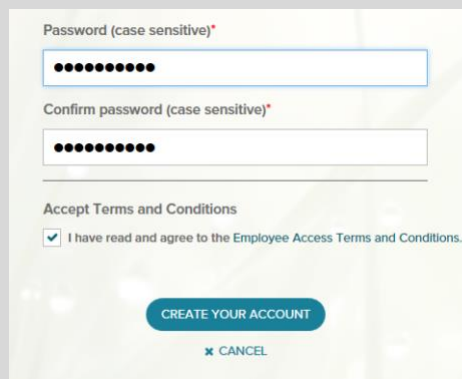 Password (case sensitive)*
••••••••••
Confirm password (case sensitive)*
••••••••••
Accept Terms and Conditions
I have read and agree to the Employee Access Terms and Conditions.
CREATE YOUR ACCOUNT
× CANCEL